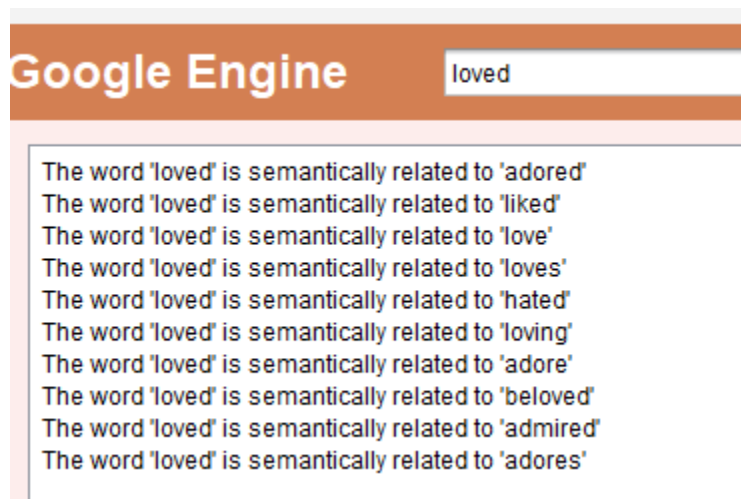 Google Engine
loved
The word 'loved' is semantically related to 'adored'
The word 'loved' is semantically related to 'liked'
The word 'loved' is semantically related to 'love'
The word 'loved' is semantically related to 'loves'
The word 'loved' is semantically related to 'hated'
The word 'loved' is semantically related to 'loving'
The word 'loved' is semantically related to 'adore'
The word 'loved' is semantically related to 'beloved'
The word 'loved' is semantically related to 'admired'
The word 'loved' is semantically related to 'adores'